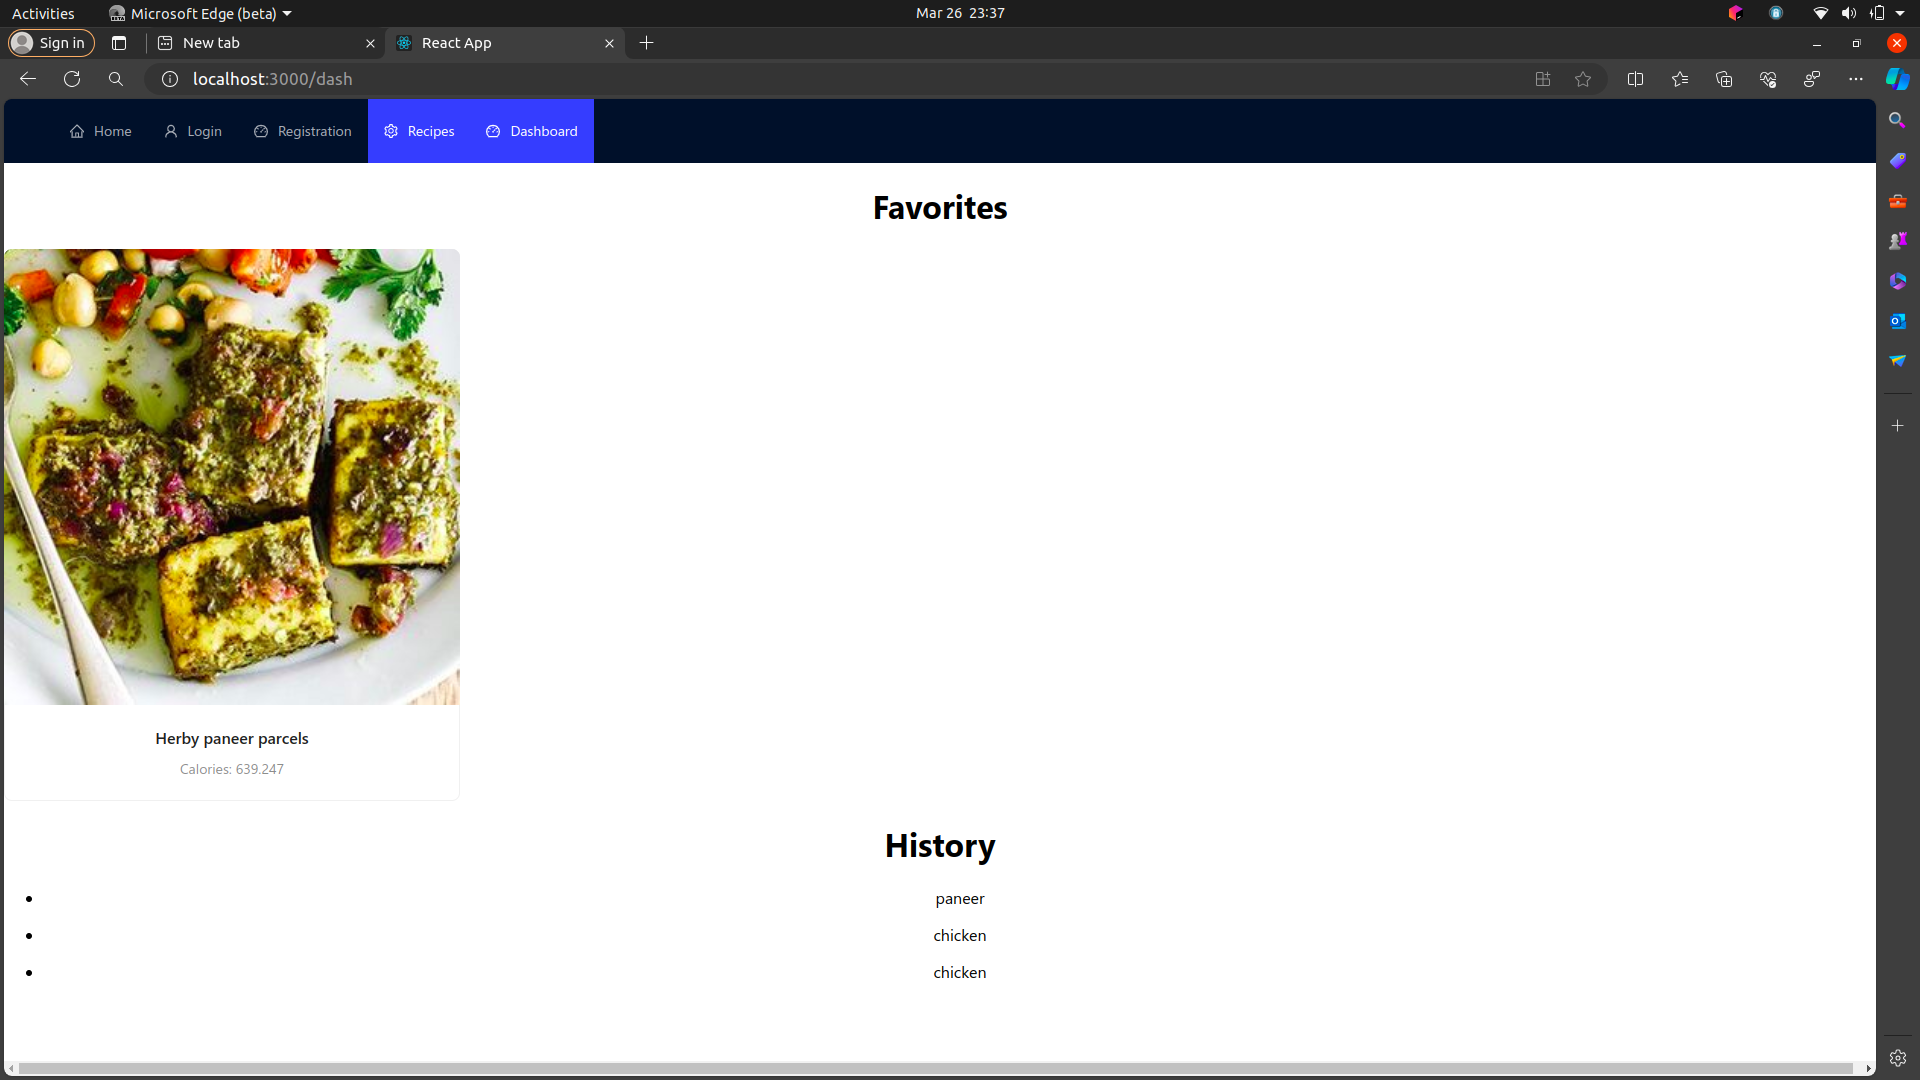 Activities Microsoft Edge (beta) Mar 26 23:37
Sign in New tab React App
localhost:3000/dash
Home Login Registration Recipes Dashboard
Favorites
Herby paneer parcels
Calories: 639.247
History
paneer
chicken
chicken